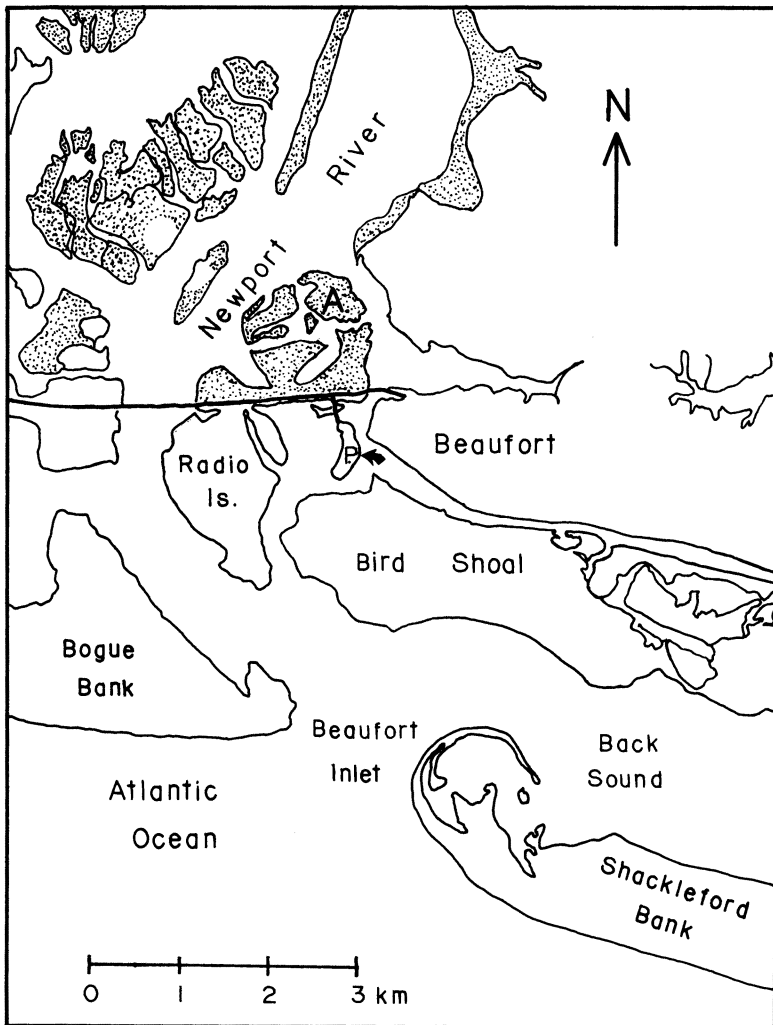 N
River
Newport
A
Beaufort
Radio
Is.
P
Bird Shoal
Bogue
Bank
Beaufort
Inlet
Back
Sound
Atlantic
Ocean
Shackleford
Bank
0 1 2 3 km